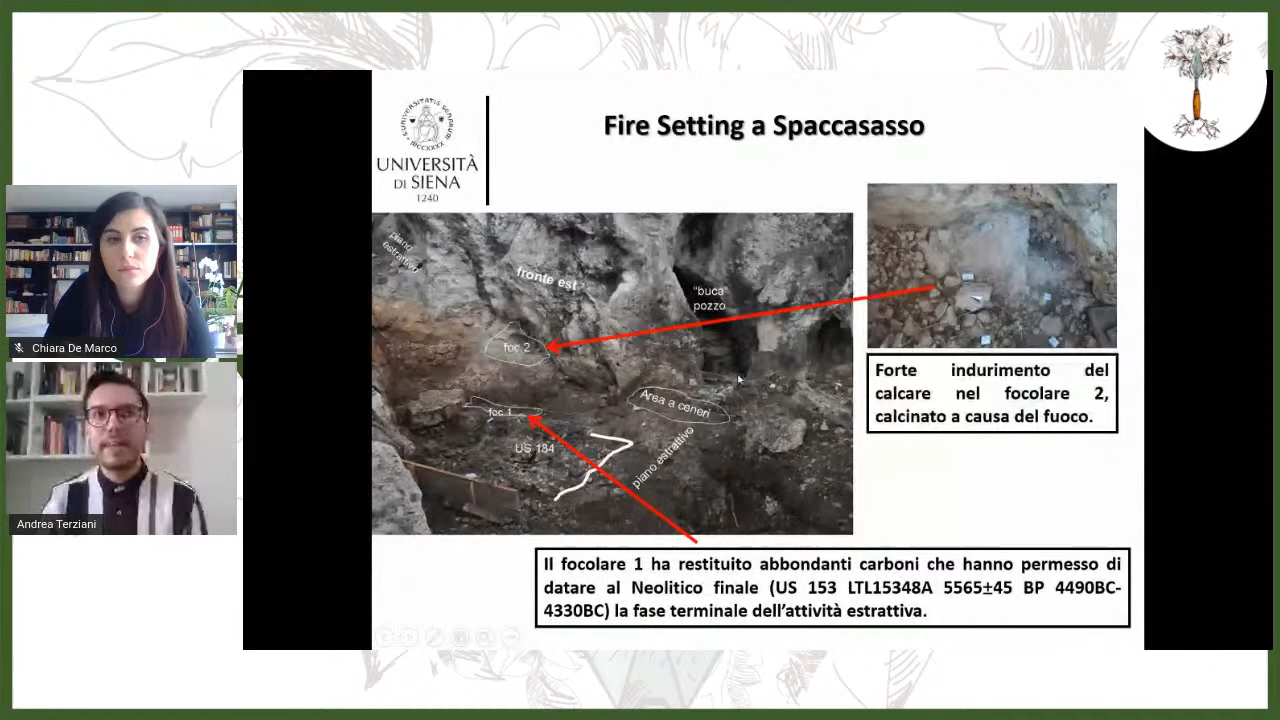 Fire Setting a Spaccasasso
UNIVERSITÀ
DI SIENA
1240
piano
estrattivo
fronte est
"buca"
pozzo
foc 2
foc 1
Area a ceneri
US 184
piano estrattivo
Forte indurimento del
calcare nel focolare 2,
calcinato a causa del fuoco.
Il focolare 1 ha restituito abbondanti carboni che hanno permesso di
datare al Neolitico finale (US 153 LTL15348A 5565±45 BP 4490BC-
4330BC) la fase terminale dell'attività estrattiva.
Chiara De Marco
Andrea Terziani